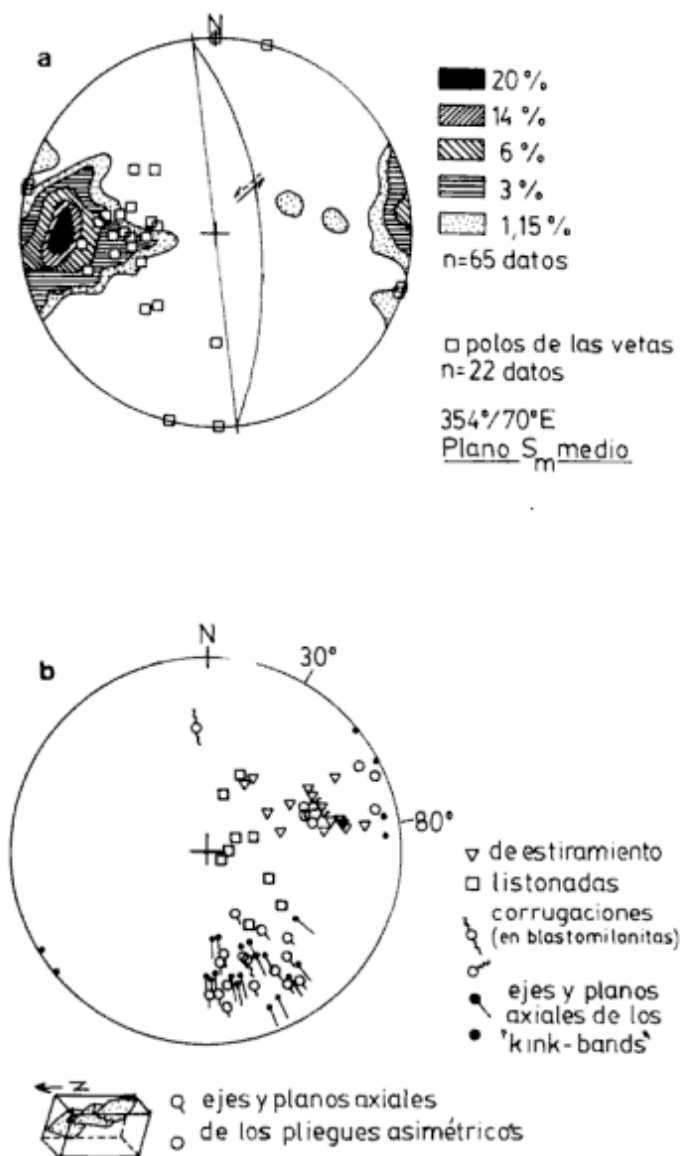 N
a
20 %
14 %
6 %
3 %
1,15 %
n=65 datos
polos de las vetas
n=22 datos
354°/70°E
Plano Sm medio
N
b
30°
80°
de estiramiento
listonadas
corrugaciones
(en blastomilonitas)
ejes y planos
axiales de los
"kink-bands"
N
ejes y planos axiales
de los pliegues asimétricos